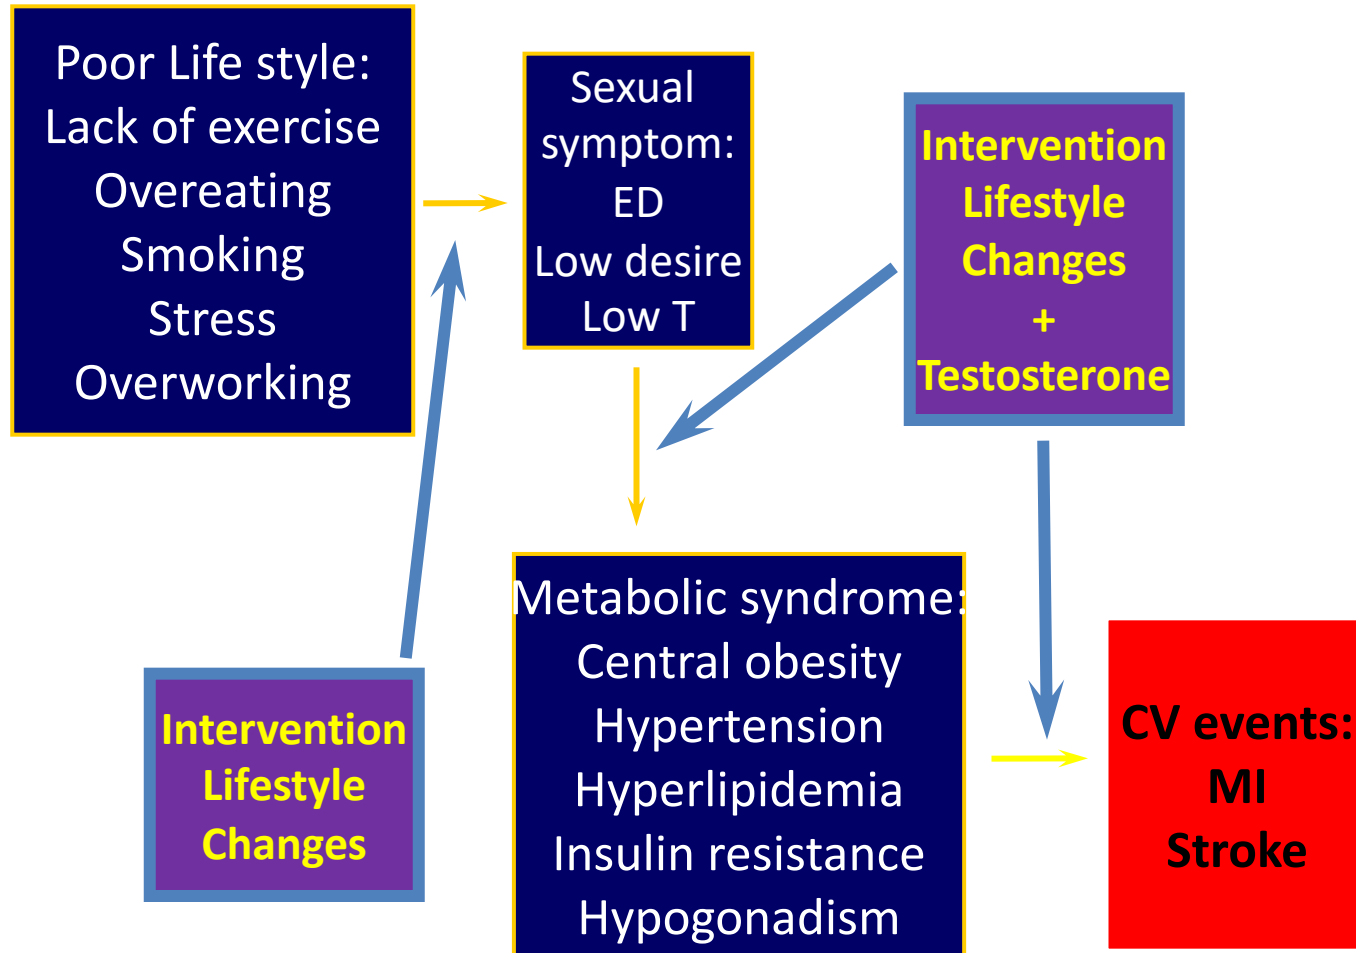 Poor Life style:
Lack of exercise
Overeating
Smoking
Stress
Overworking
Sexual
symptom:
ED
Low desire
Low T
Intervention
Lifestyle
Changes
+
Testosterone
Intervention
Lifestyle
Changes
Metabolic syndrome:
Central obesity
Hypertension
Hyperlipidemia
Insulin resistance
Hypogonadism
CV events:
MI
Stroke